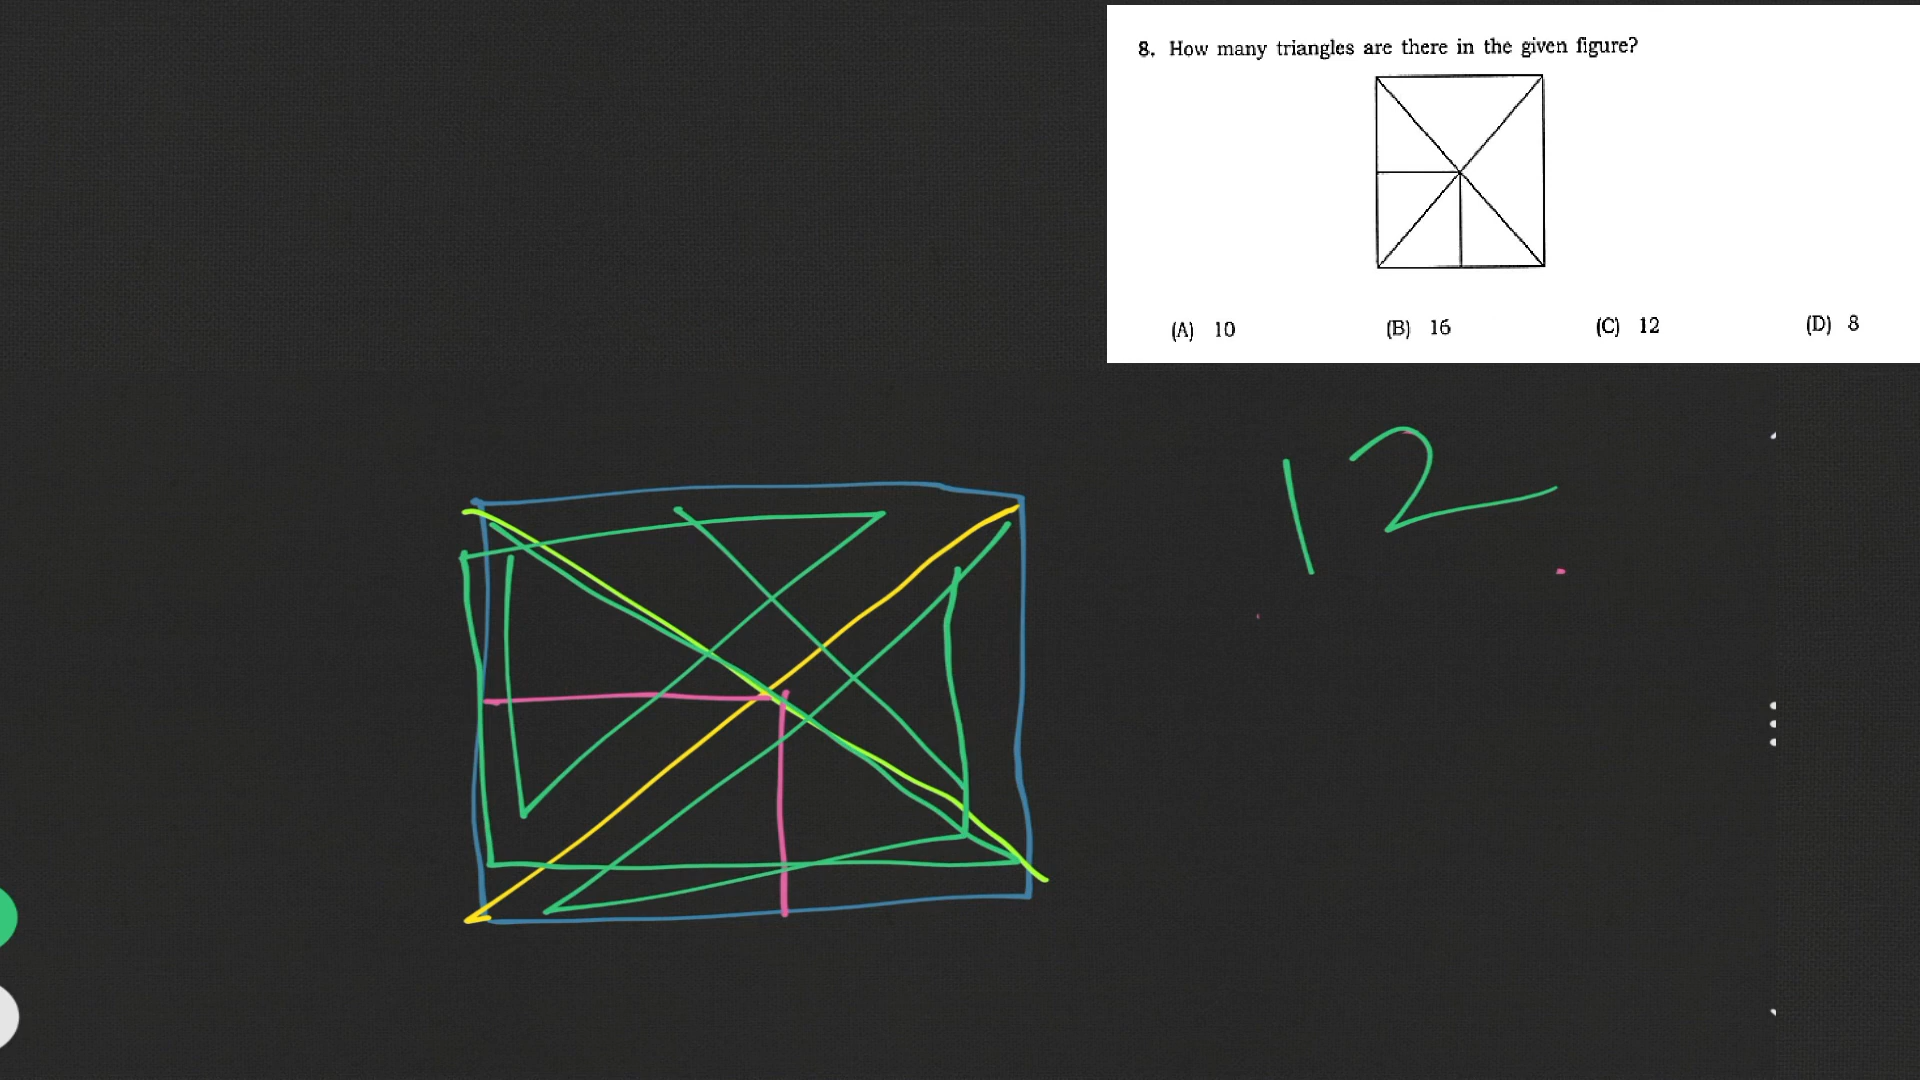 8. How many triangles are there in the given figure?
(A) 10 (B) 16 (C) 12 (D) 8
12